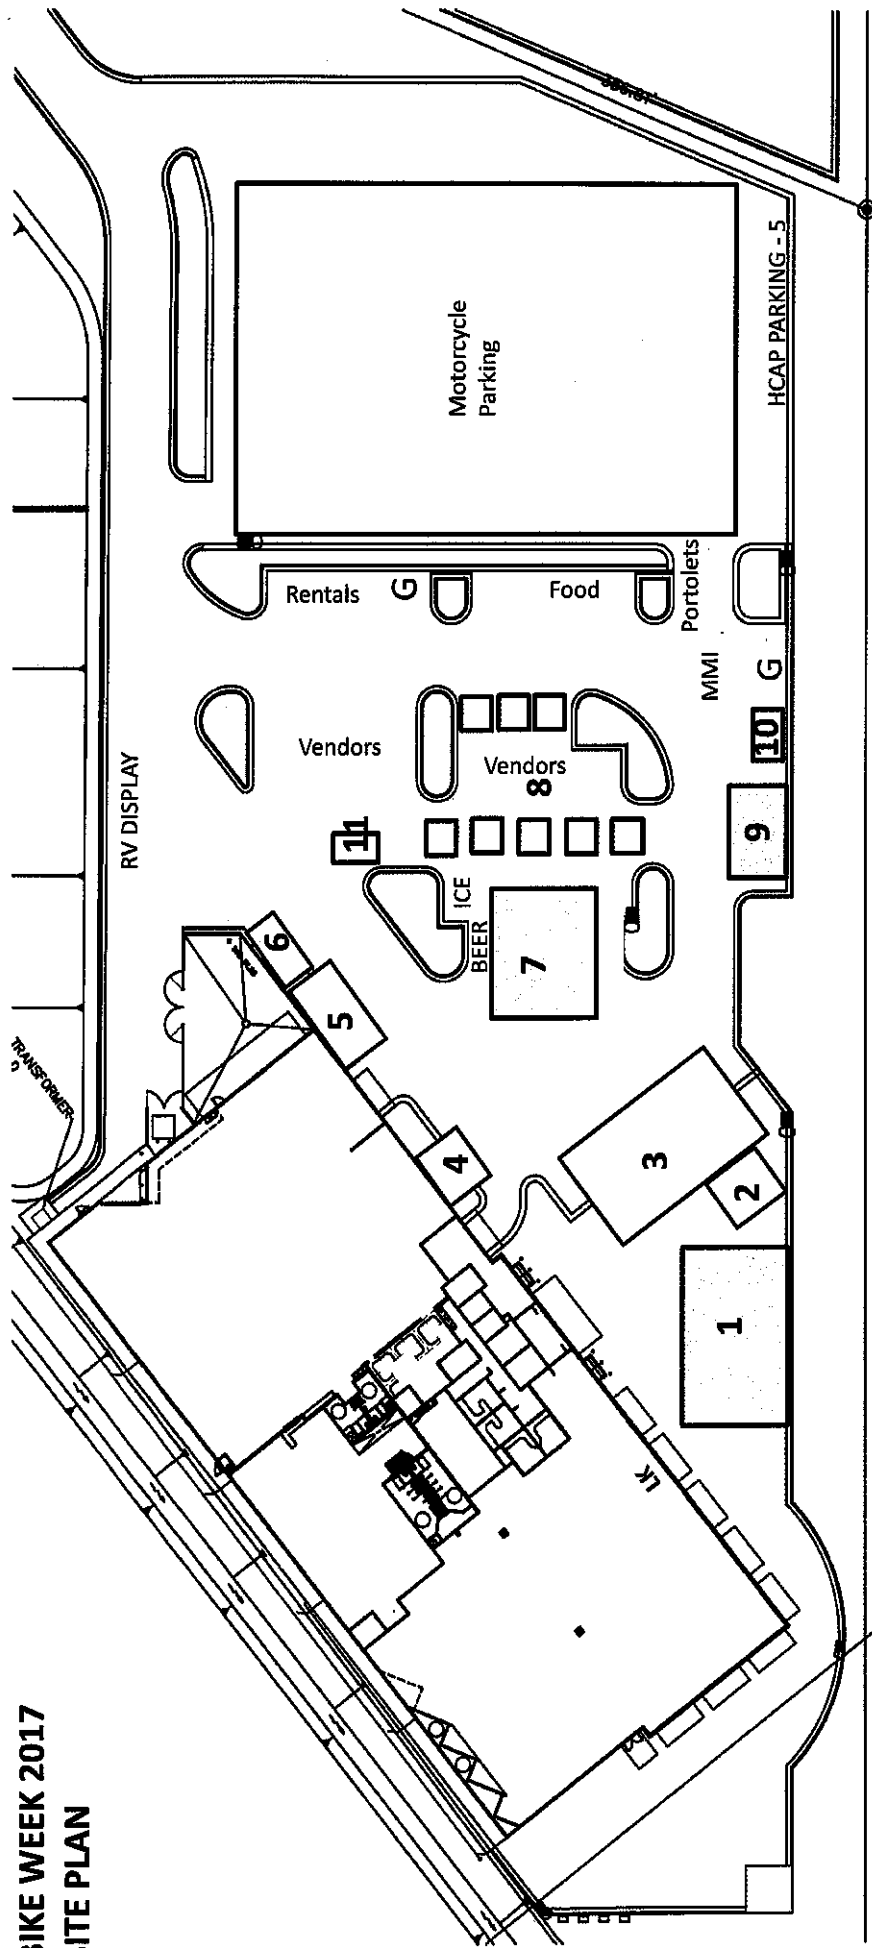 BIKE WEEK 2017
SITE PLAN
TRANSFORMER
RV DISPLAY
LK
1
2
3
4
5
6
7
BEER
ICE
11
8
Vendors
Vendors
9
10
G
MMI
Rentals
G
Food
Portolets
Motorcycle
Parking
HCAP PARKING - 5